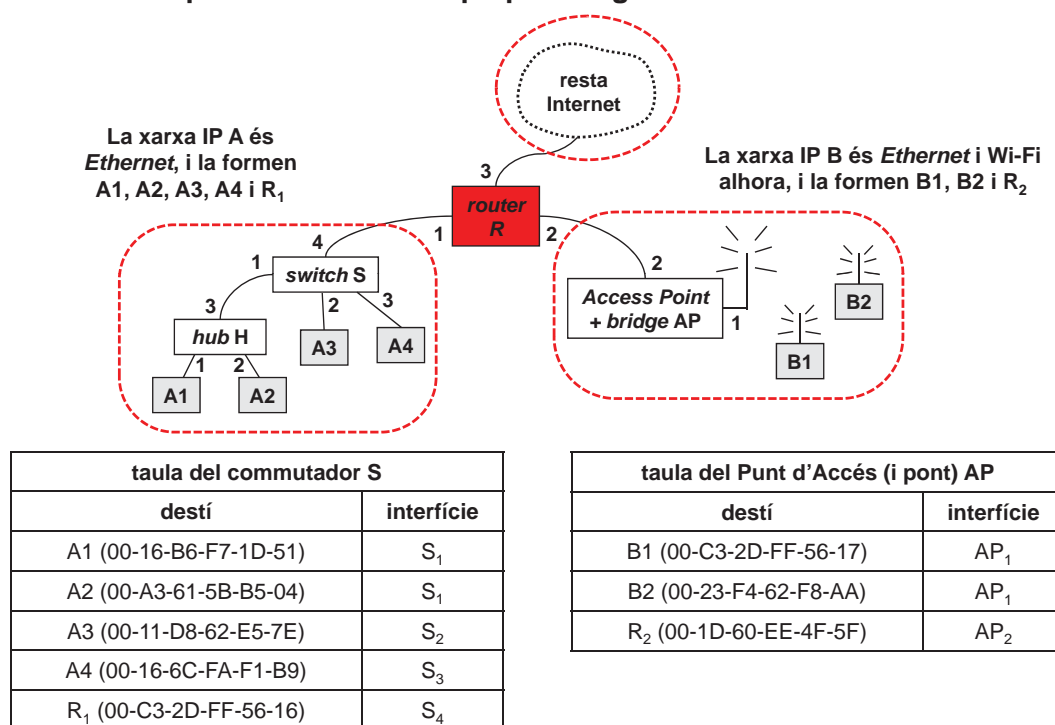 resta
Internet
La xarxa IP A és
Ethernet, i la formen
A1, A2, A3, A4 i R1
La xarxa IP B és Ethernet i Wi-Fi
alhora, i la formen B1, B2 i R2
3
router
R
1
2
4
1
switch S
2
3
3
hub H
1
2
A3
A4
A1
A2
2
Access Point
+ bridge AP
1
B2
B1
taula del commutador S
destí interfície
A1 (00-16-B6-F7-1D-51) S1
A2 (00-A3-61-5B-B5-04) S1
A3 (00-11-D8-62-E5-7E) S2
A4 (00-16-6C-FA-F1-B9) S3
R1 (00-C3-2D-FF-56-16) S4
taula del Punt d'Accés (i pont) AP
destí interfície
B1 (00-C3-2D-FF-56-17) AP1
B2 (00-23-F4-62-F8-AA) AP1
R2 (00-1D-60-EE-4F-5F) AP2